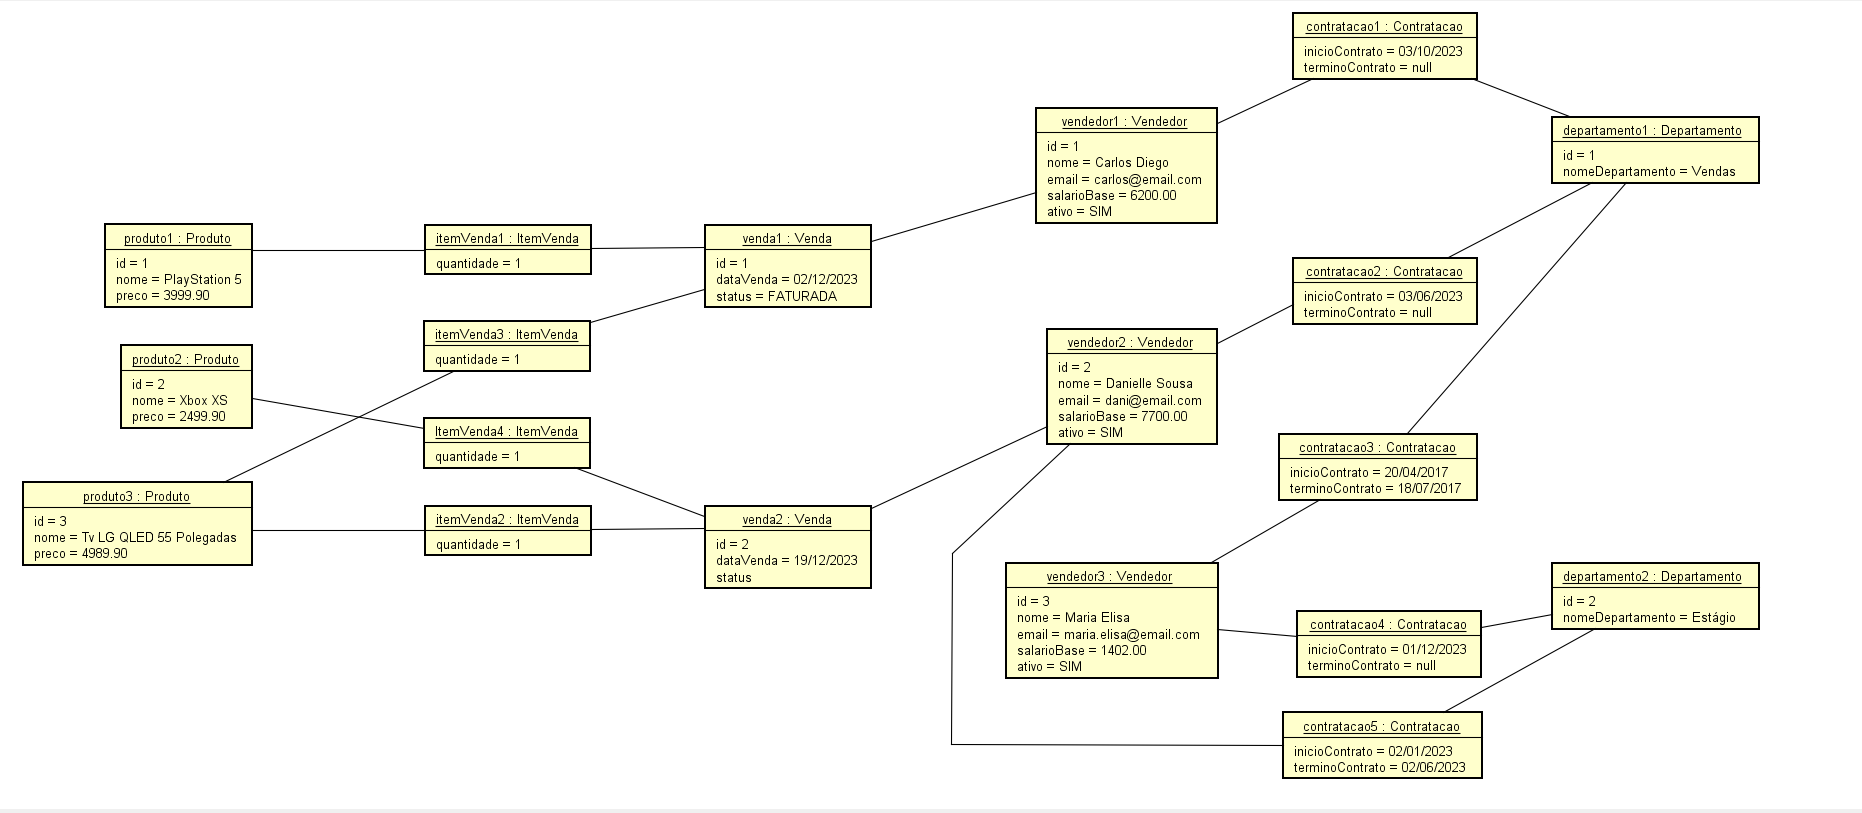 contratacao1 : Contratacao
inicioContrato = 03/10/2023
terminoContrato = null
vendedor1 : Vendedor
id = 1
nome = Carlos Diego
email = carlos@email.com
salarioBase = 6200.00
ativo = SIM
departamento1 : Departamento
id = 1
nomeDepartamento = Vendas
produto1 : Produto
id = 1
nome = PlayStation 5
preco = 3999.90
itemVenda1 : ItemVenda
quantidade = 1
venda1 : Venda
id = 1
dataVenda = 02/12/2023
status = FATURADA
contratacao2 : Contratacao
inicioContrato = 03/06/2023
terminoContrato = null
itemVenda3 : ItemVenda
quantidade = 1
vendedor2 : Vendedor
id = 2
nome = Danielle Sousa
email = dani@email.com
salarioBase = 7700.00
ativo = SIM
produto2 : Produto
id = 2
nome = Xbox XS
preco = 2499.90
ItemVenda4 : ItemVenda
quantidade = 1
contratacao3 : Contratacao
inicioContrato = 20/04/2017
terminoContrato = 18/07/2017
produto3 : Produto
id = 3
nome = Tv LG QLED 55 Polegadas
preco = 4989.90
itemVenda2 : ItemVenda
quantidade = 1
venda2 : Venda
id = 2
dataVenda = 19/12/2023
status
vendedor3 : Vendedor
id = 3
nome = Maria Elisa
email = maria.elisa@email.com
salarioBase = 1402.00
ativo = SIM
departamento2 : Departamento
id = 2
nomeDepartamento = Estágio
contratacao4 : Contratacao
inicioContrato = 01/12/2023
terminoContrato = null
contratacao5 : Contratacao
inicioContrato = 02/01/2023
terminoContrato = 02/06/2023